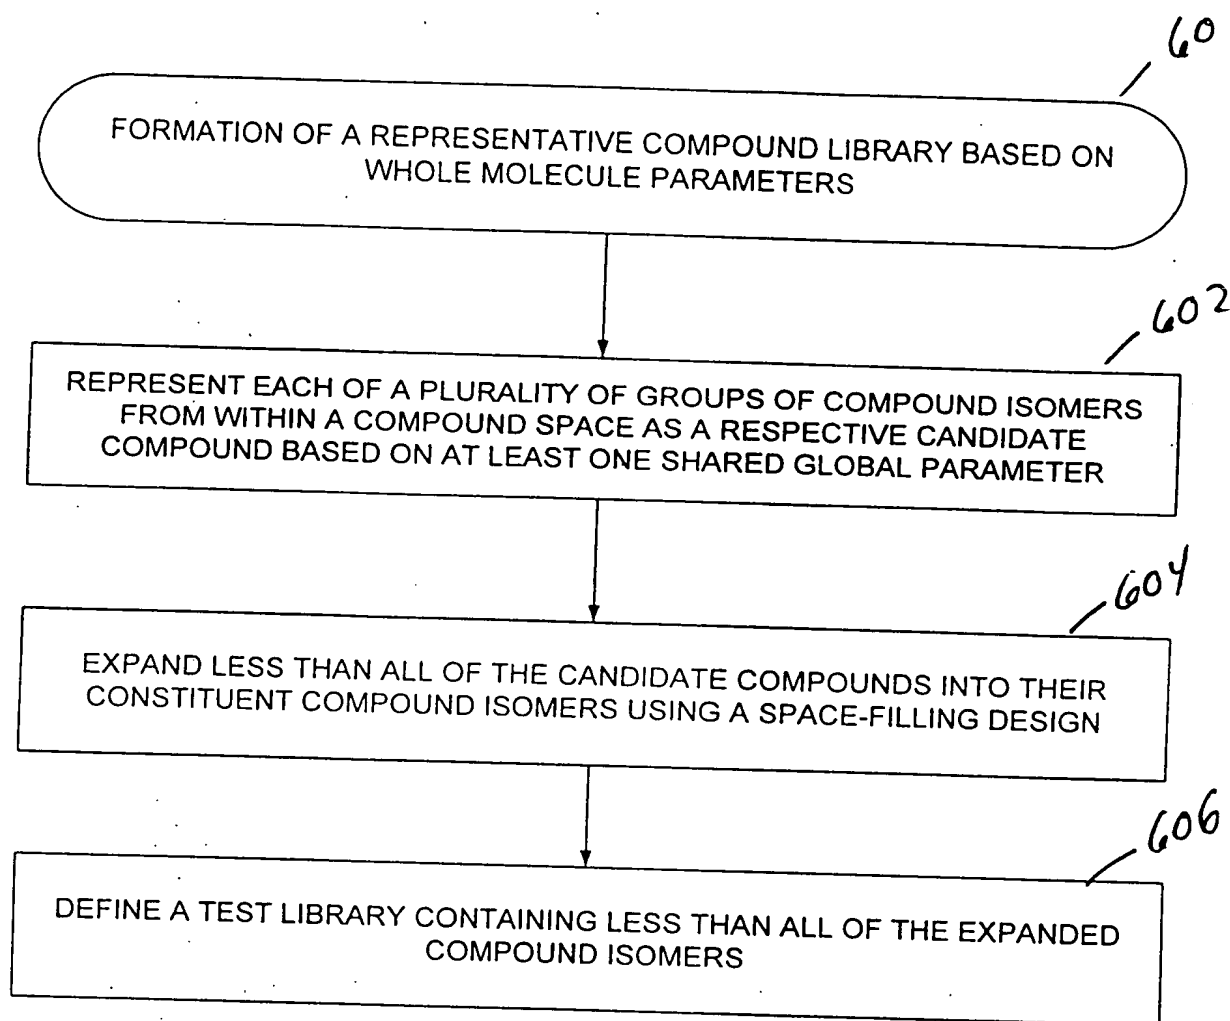 60
FORMATION OF A REPRESENTATIVE COMPOUND LIBRARY BASED ON
WHOLE MOLECULE PARAMETERS
602
REPRESENT EACH OF A PLURALITY OF GROUPS OF COMPOUND ISOMERS
FROM WITHIN A COMPOUND SPACE AS A RESPECTIVE CANDIDATE
COMPOUND BASED ON AT LEAST ONE SHARED GLOBAL PARAMETER
604
EXPAND LESS THAN ALL OF THE CANDIDATE COMPOUNDS INTO THEIR
CONSTITUENT COMPOUND ISOMERS USING A SPACE-FILLING DESIGN
606
DEFINE A TEST LIBRARY CONTAINING LESS THAN ALL OF THE EXPANDED
COMPOUND ISOMERS